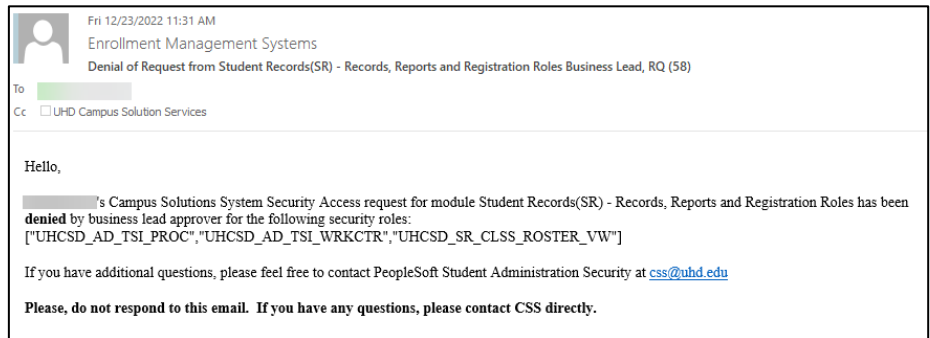 Fri 12/23/2022 11:31 AM
Enrollment Management Systems
Denial of Request from Student Records(SR) - Records, Reports and Registration Roles Business Lead, RQ (58)
To
Cc UHD Campus Solution Services
Hello,
's Campus Solutions System Security Access request for module Student Records(SR) - Records, Reports and Registration Roles has been
denied by business lead approver for the following security roles:
["UHCSD_AD_TSI_PROC","UHCSD_AD_TSI_WRKCTR","UHCSD_SR_CLSS_ROSTER_VW"]
If you have additional questions, please feel free to contact PeopleSoft Student Administration Security at css@uhd.edu
Please, do not respond to this email.  If you have any questions, please contact CSS directly.